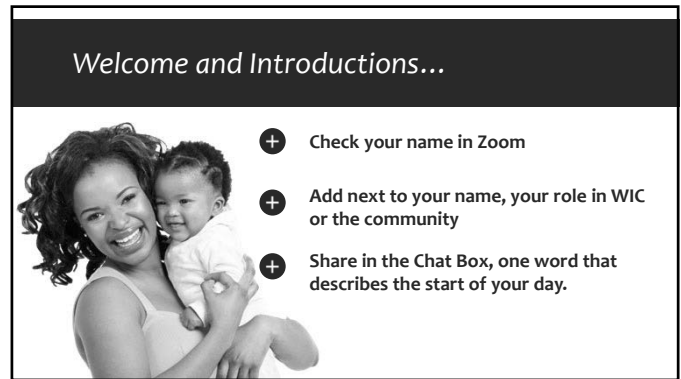 Welcome and Introductions...
Check your name in Zoom
Add next to your name, your role in WIC
or the community
Share in the Chat Box, one word that
describes the start of your day.